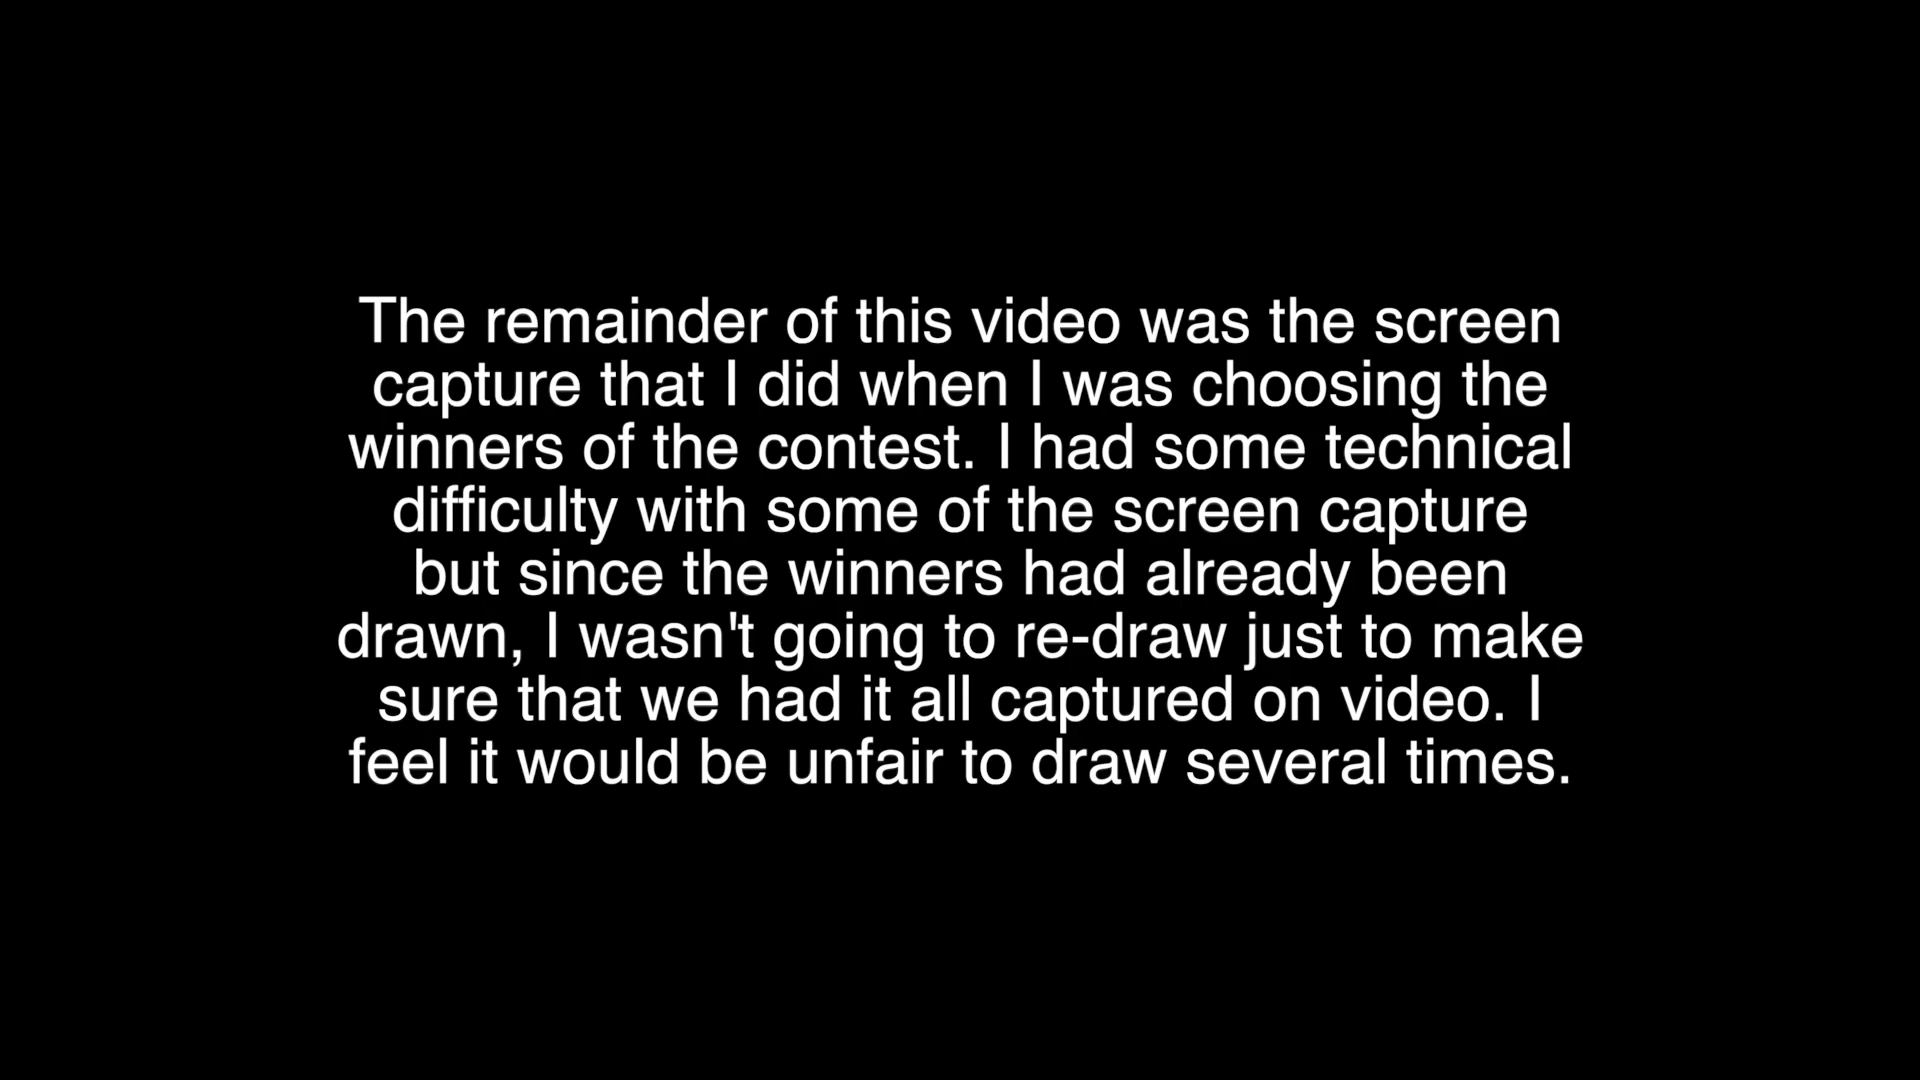 The remainder of this video was the screen
capture that I did when I was choosing the
winners of the contest. I had some technical
difficulty with some of the screen capture
but since the winners had already been
drawn, I wasn't going to re-draw just to make
sure that we had it all captured on video. I
feel it would be unfair to draw several times.